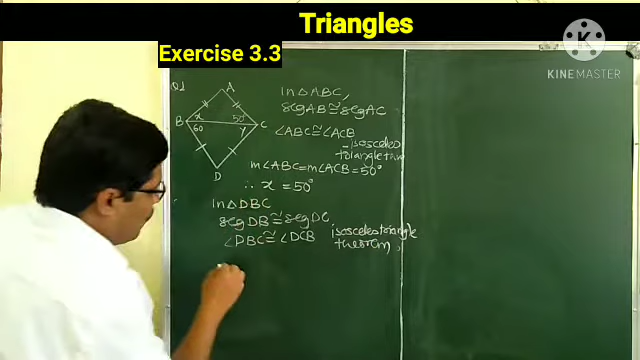 Triangles
Exercise 3.3
KINEMASTER
Q1
A
B
x
50°
C
60
y
D
In △ABC,
seg AB ≅ seg AC
∠ABC ≅ ∠ACB
- isosceles
triangle
m∠ABC = m∠ACB = 50°
∴ x = 50°
In △DBC
seg DB ≅ seg DC
∠DBC ≅ ∠DCB isosceles triangle
theorem